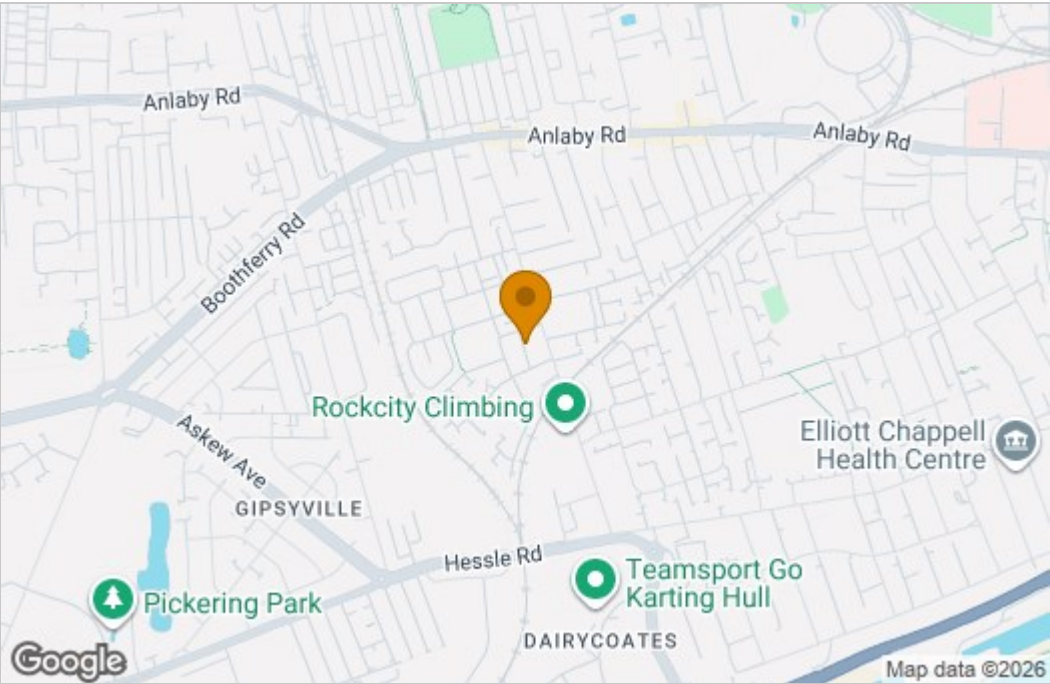 Anlaby Rd
Anlaby Rd
Anlaby Rd
Boothferry Rd
Rockcity Climbing
Askew Ave
Elliott Chappell
Health Centre
GIPSYVILLE
Hessle Rd
Teamsport Go
Karting Hull
Pickering Park
DAIRYCOATES
Google
Map data ©2026